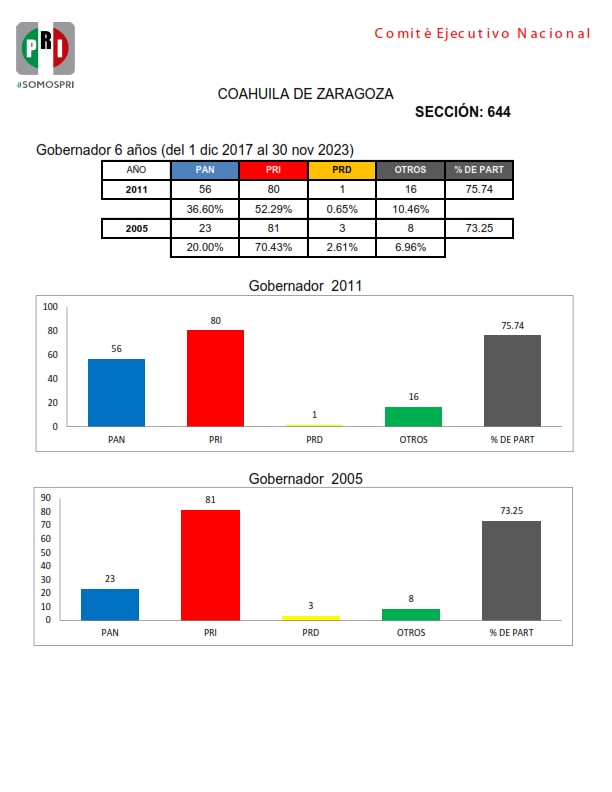 Comité Ejecutivo Nacional
PRI
#SOMOSPRI
COAHUILA DE ZARAGOZA
SECCIÓN: 644
Gobernador 6 años (del 1 dic 2017 al 30 nov 2023)
AÑO PAN PRI PRD OTROS % DE PART
2011 56 80 1 16 75.74
36.60% 52.29% 0.65% 10.46%
2005 23 81 3 8 73.25
20.00% 70.43% 2.61% 6.96%
Gobernador 2011
100
80
60
40
20
0
56
80
1
16
75.74
PAN PRI PRD OTROS % DE PART
Gobernador 2005
90
80
70
60
50
40
30
20
10
0
23
81
3
8
73.25
PAN PRI PRD OTROS % DE PART